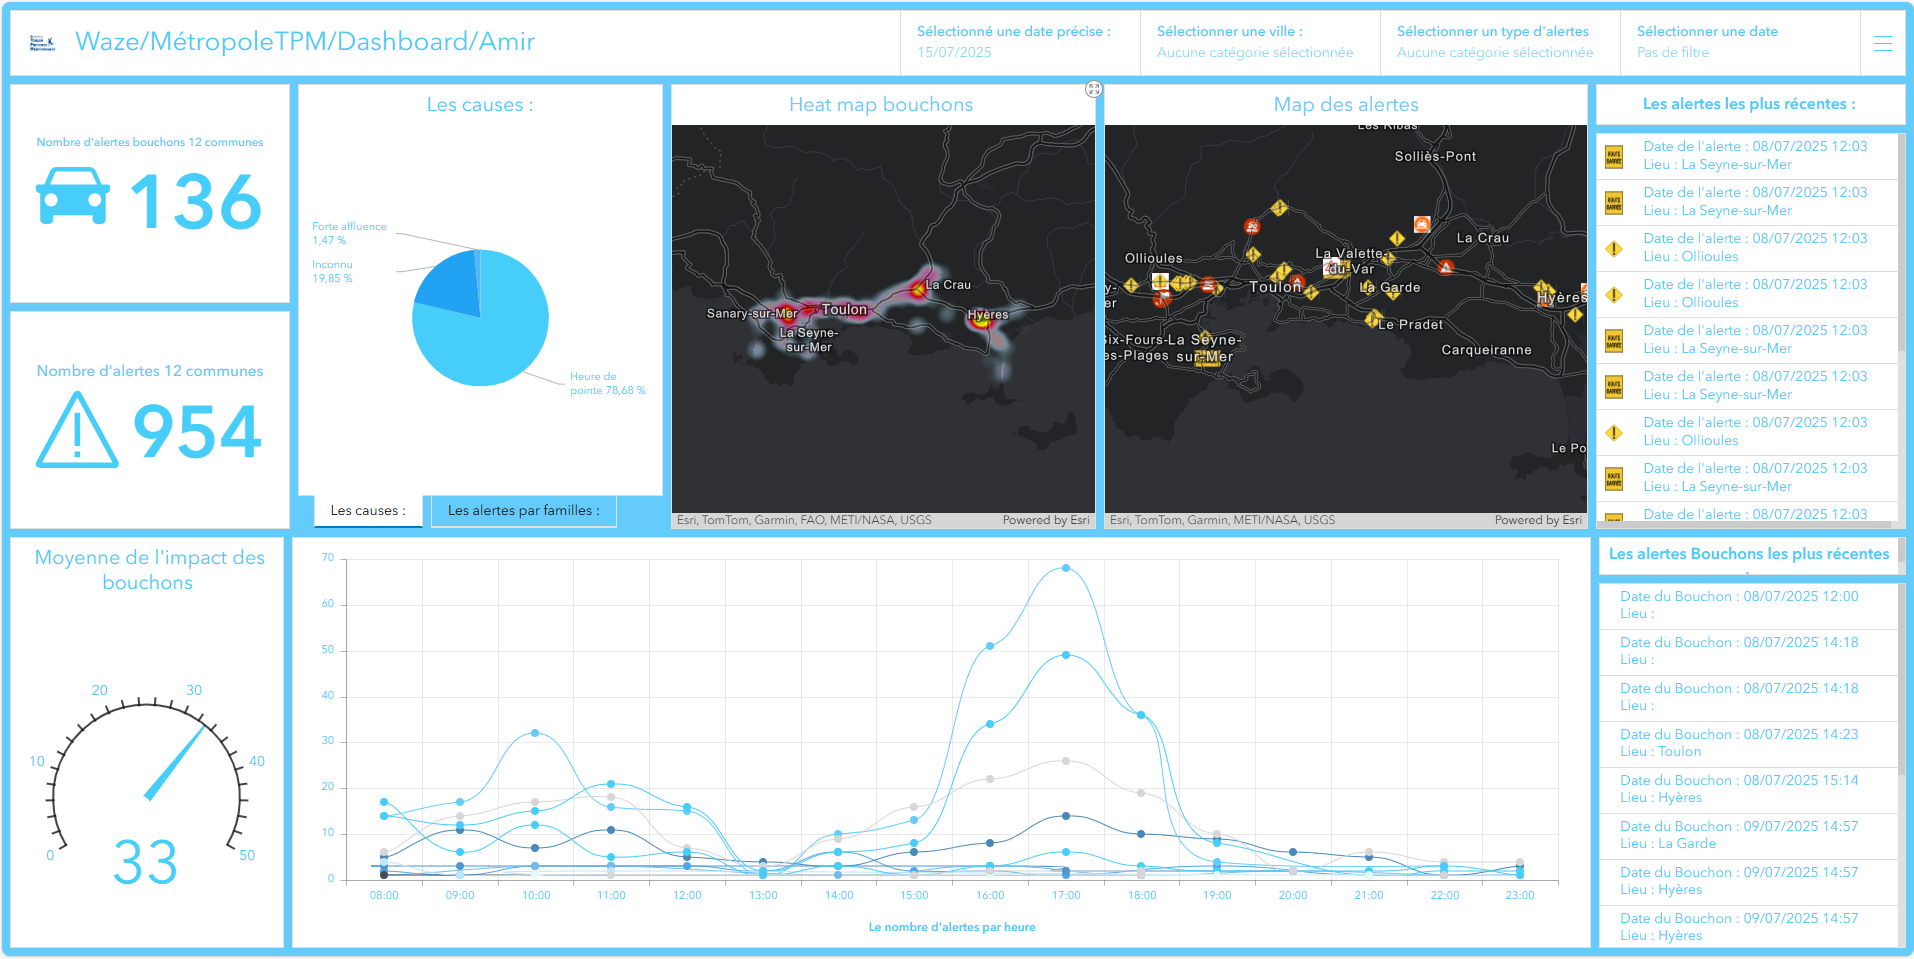 Waze/MétropoleTPM/Dashboard/Amir
Sélectionné une date précise :
15/07/2025
Sélectionner une ville :
Aucune catégorie sélectionnée
Sélectionner un type d'alertes
Aucune catégorie sélectionnée
Sélectionner une date
Pas de filtre
Nombre d'alertes bouchons 12 communes
136
Nombre d'alertes 12 communes
954
Les causes :
Forte affluence
1,47 %
Inconnu
19,85 %
Heure de
pointe 78,68 %
Les causes :
Les alertes par familles :
Heat map bouchons
La Crau
Sanary-sur-Mer
Toulon
Hyères
La Seyne-
sur-Mer
Esri, TomTom, Garmin, FAO, METI/NASA, USGS
Powered by Esri
Map des alertes
Les Ribas
Solliès-Pont
La Crau
Ollioules
La Valette-
du-Var
y-
er
Toulon
La Garde
Hyères
Le Pradet
Six-Fours-
es-Plages
La Seyne-
sur-Mer
Carqueiranne
Le Po
Esri, TomTom, Garmin, METI/NASA, USGS
Powered by Esri
Les alertes les plus récentes :
ROUTE BARRÉE
Date de l'alerte : 08/07/2025 12:03
Lieu : La Seyne-sur-Mer
ROUTE BARRÉE
Date de l'alerte : 08/07/2025 12:03
Lieu : La Seyne-sur-Mer
Date de l'alerte : 08/07/2025 12:03
Lieu : Ollioules
Date de l'alerte : 08/07/2025 12:03
Lieu : Ollioules
ROUTE BARRÉE
Date de l'alerte : 08/07/2025 12:03
Lieu : La Seyne-sur-Mer
ROUTE BARRÉE
Date de l'alerte : 08/07/2025 12:03
Lieu : La Seyne-sur-Mer
Date de l'alerte : 08/07/2025 12:03
Lieu : Ollioules
ROUTE BARRÉE
Date de l'alerte : 08/07/2025 12:03
Lieu : La Seyne-sur-Mer
Date de l'alerte : 08/07/2025 12:03
Moyenne de l'impact des
bouchons
0
10
20
30
40
50
33
70
60
50
40
30
20
10
0
08:00 09:00 10:00 11:00 12:00 13:00 14:00 15:00 16:00 17:00 18:00 19:00 20:00 21:00 22:00 23:00
Le nombre d'alertes par heure
Les alertes Bouchons les plus récentes
Date du Bouchon : 08/07/2025 12:00
Lieu :
Date du Bouchon : 08/07/2025 14:18
Lieu :
Date du Bouchon : 08/07/2025 14:18
Lieu :
Date du Bouchon : 08/07/2025 14:23
Lieu : Toulon
Date du Bouchon : 08/07/2025 15:14
Lieu : Hyères
Date du Bouchon : 09/07/2025 14:57
Lieu : La Garde
Date du Bouchon : 09/07/2025 14:57
Lieu : Hyères
Date du Bouchon : 09/07/2025 14:57
Lieu : Hyères